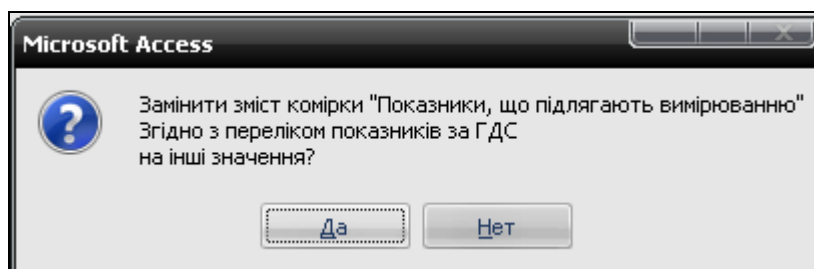 Microsoft Access
Замінити зміст комірки "Показники, що підлягають вимірюванню"
Згідно з переліком показників за ГДС
на інші значення?
Да
Нет